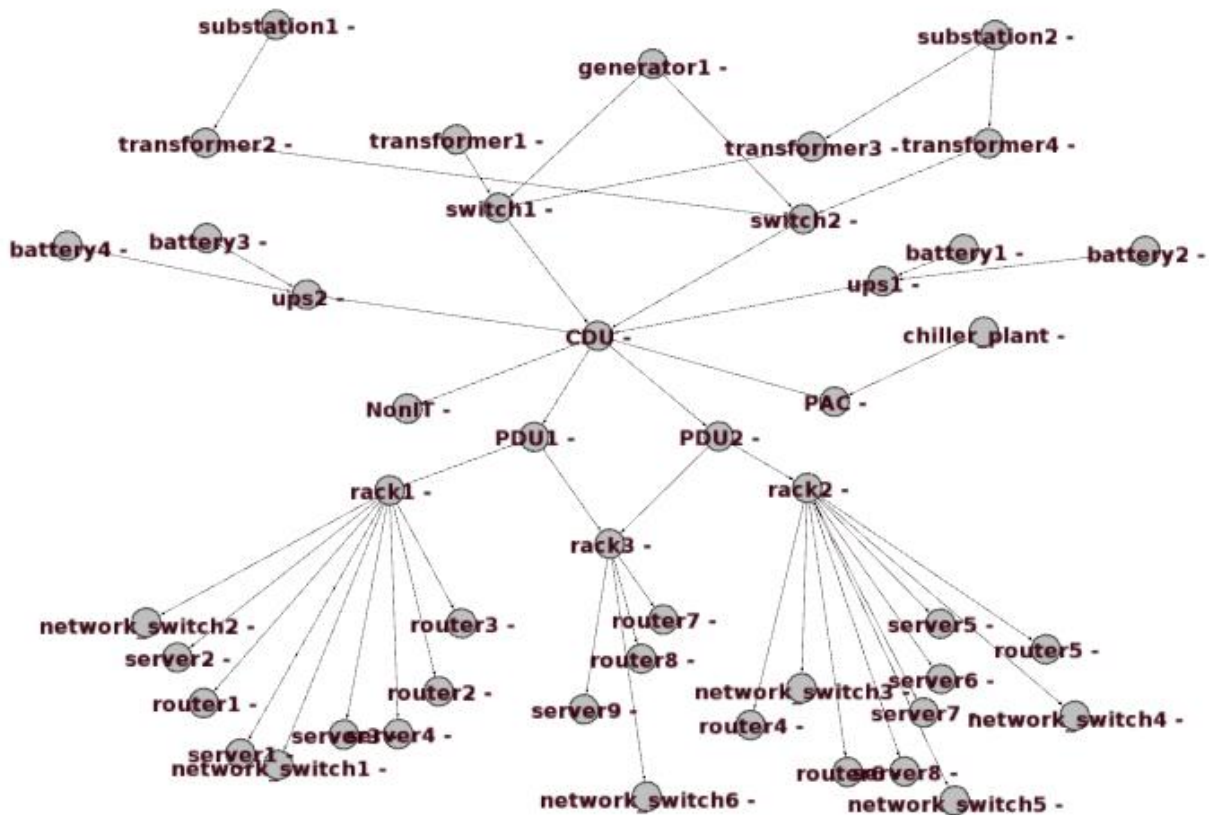 substation1 -
substation2 -
generator1 -
transformer2 -
transformer1 -
transformer3 -
transformer4 -
switch1 -
switch2 -
battery4 -
battery3 -
battery1 -
battery2 -
ups2 -
ups1 -
CDU -
chiller_plant -
NonIT -
PAC -
PDU1 -
PDU2 -
rack1 -
rack2 -
rack3 -
network_switch2 -
router3 -
router7 -
server5 -
server2 -
router8 -
router5 -
router1 -
router2 -
server9 -
network_switch3 -
server6 -
router4 -
server7 -
network_switch4 -
server1 -
server3 -
server4 -
network_switch1 -
router6 -
server8 -
network_switch6 -
network_switch5 -